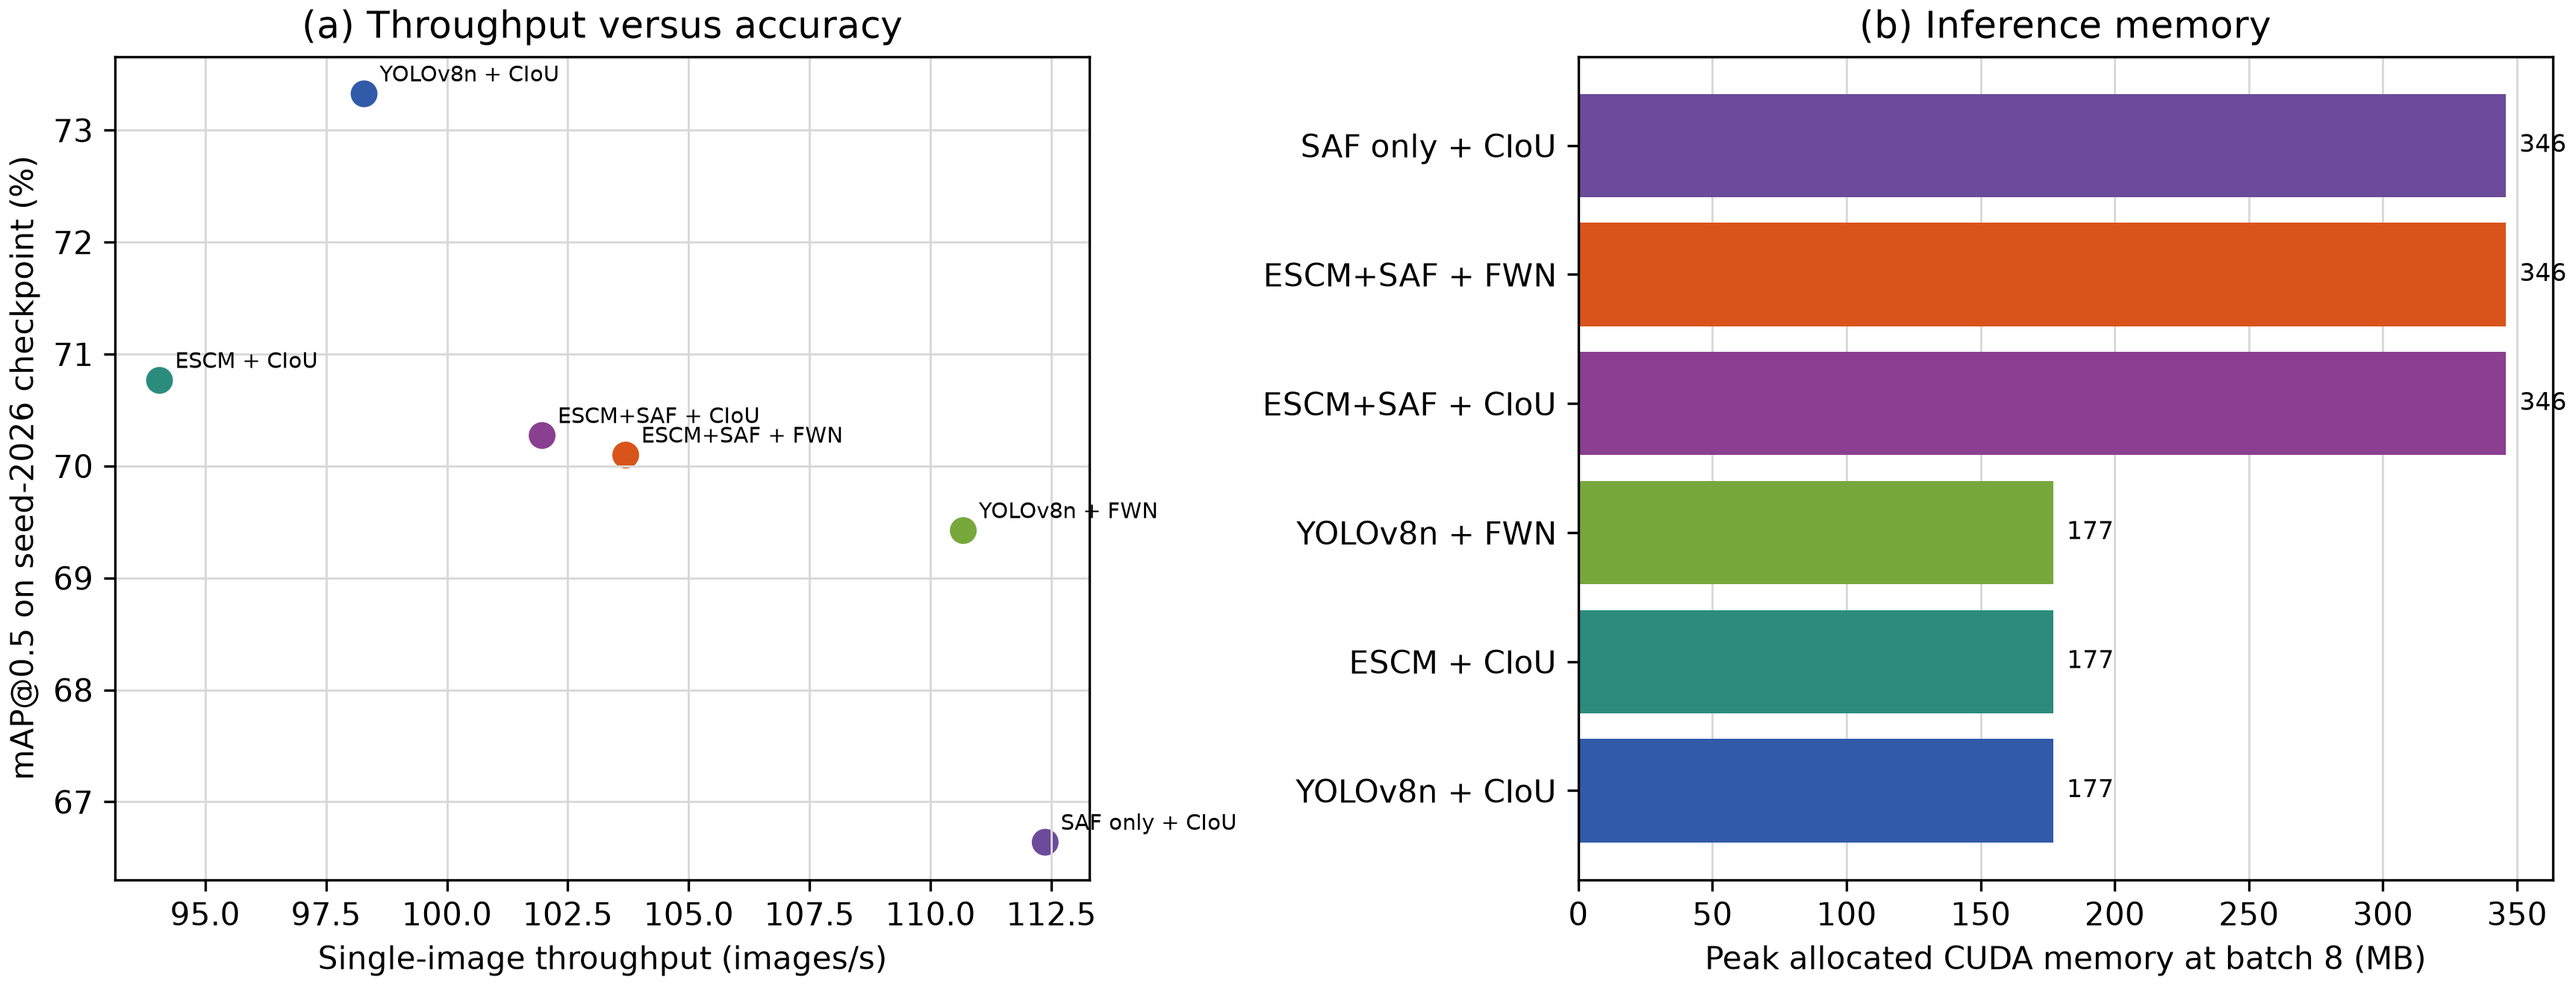 (a) Throughput versus accuracy
mAP@0.5 on seed-2026 checkpoint (%)
73
72
71
70
69
68
67
YOLOv8n + CIoU
ESCM + CIoU
ESCM+SAF + CIoU
ESCM+SAF + FWN
YOLOv8n + FWN
SAF only + CIoU
95.0 97.5 100.0 102.5 105.0 107.5 110.0 112.5
Single-image throughput (images/s)
(b) Inference memory
SAF only + CIoU 346
ESCM+SAF + FWN 346
ESCM+SAF + CIoU 346
YOLOv8n + FWN 177
ESCM + CIoU 177
YOLOv8n + CIoU 177
0 50 100 150 200 250 300 350
Peak allocated CUDA memory at batch 8 (MB)